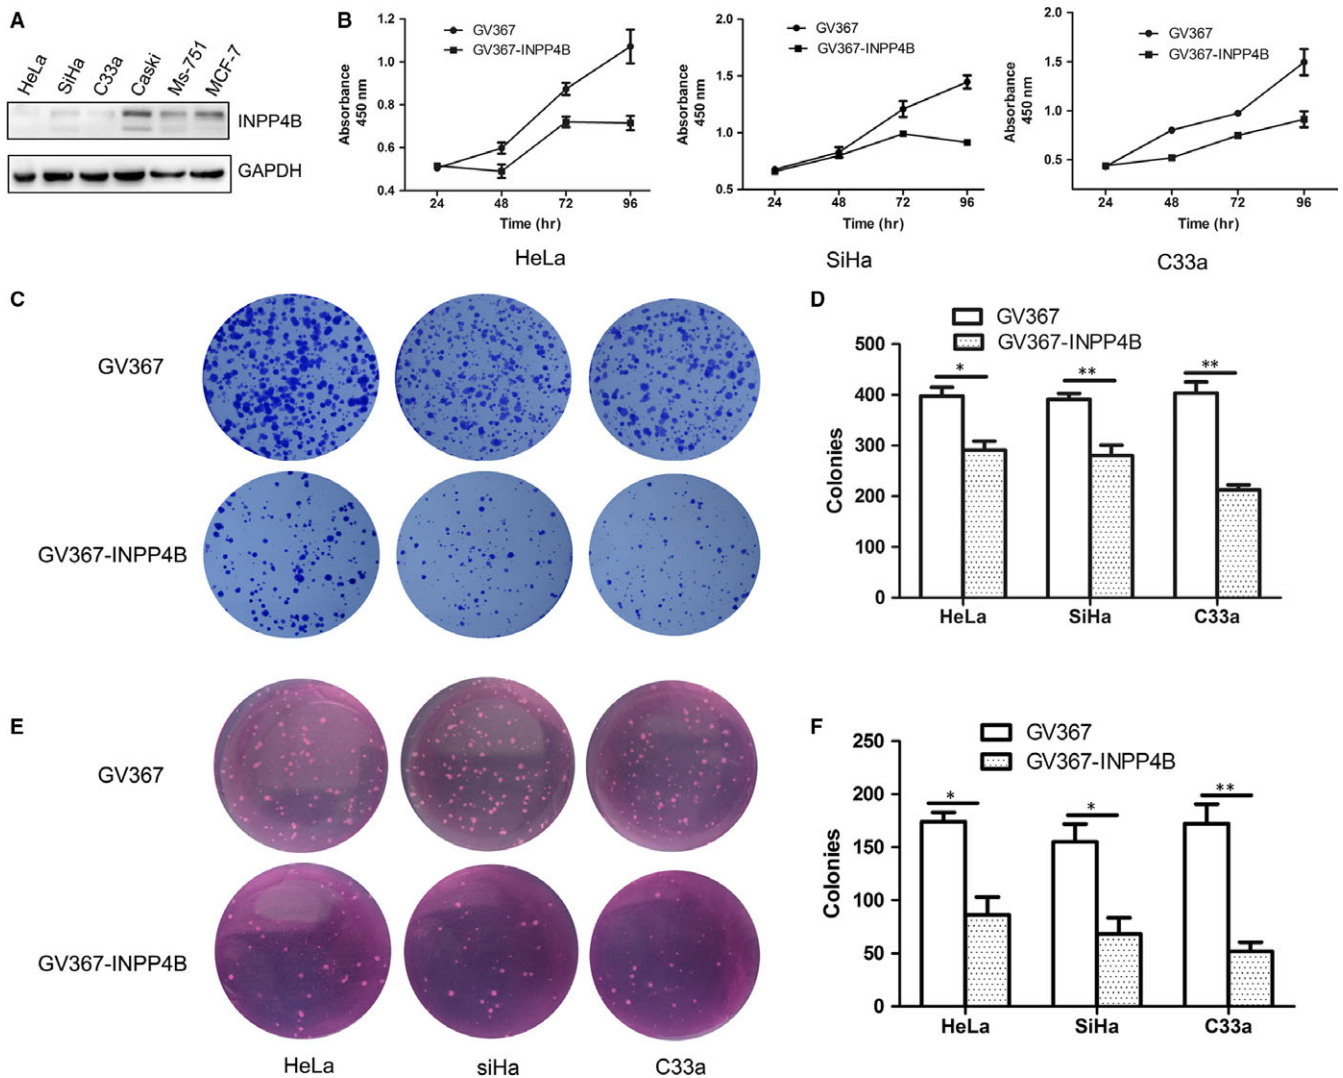 A
HeLa
SiHa
C33a
Caski
Ms-751
MCF-7
INPP4B
GAPDH
B
Absorbance
450 nm
1.2
1.0
0.8
0.6
0.4
GV367
GV367-INPP4B
24 48 72 96
Time (hr)
HeLa
Absorbance
450 nm
2.0
1.5
1.0
0.5
GV367
GV367-INPP4B
24 48 72 96
Time (hr)
SiHa
Absorbance
450 nm
2.0
1.5
1.0
0.5
GV367
GV367-INPP4B
24 48 72 96
Time (hr)
C33a
C
GV367
GV367-INPP4B
D
GV367
GV367-INPP4B
Colonies
500
400
300
200
100
0
* ** **
HeLa SiHa C33a
E
GV367
GV367-INPP4B
HeLa siHa C33a
F
GV367
GV367-INPP4B
Colonies
250
200
150
100
50
0
* * **
HeLa SiHa C33a